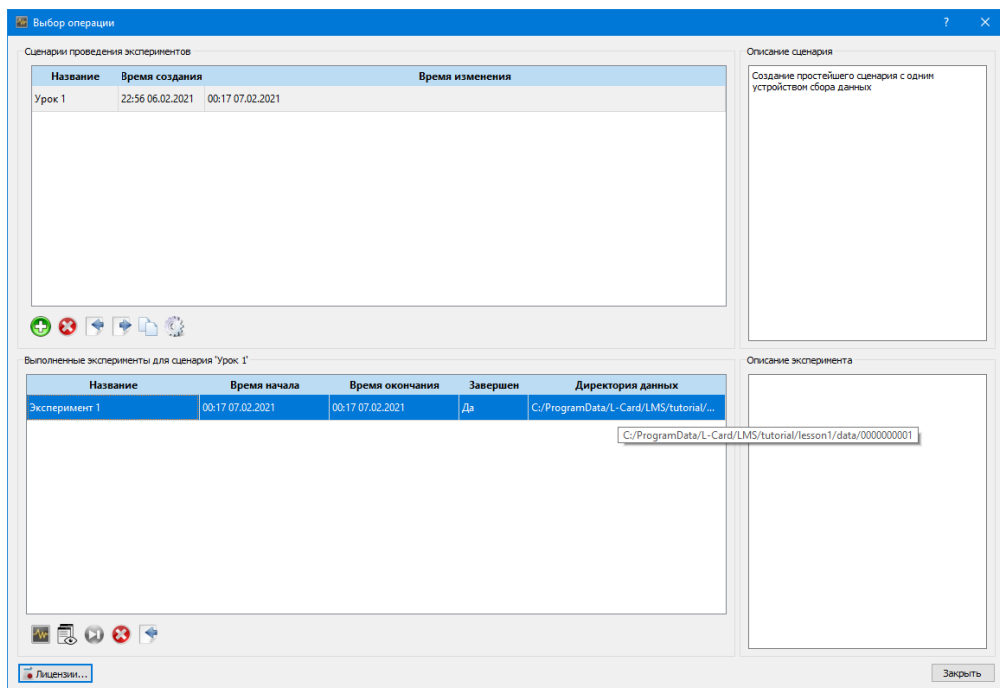 Выбор операции
Сценарии проведения экспериментов
Название Время создания Время изменения
Урок 1 22:56 06.02.2021 00:17 07.02.2021
Описание сценария
Создание простейшего сценария с одним
устройством сбора данных
Выполненные эксперименты для сценария 'Урок 1'
Название Время начала Время окончания Завершен Директория данных
Эксперимент 1 00:17 07.02.2021 00:17 07.02.2021 Да C:/ProgramData/L-Card/LMS/tutorial/...
C:/ProgramData/L-Card/LMS/tutorial/lesson1/data/0000000001
Описание эксперимента
Лицензии...
Закрыть